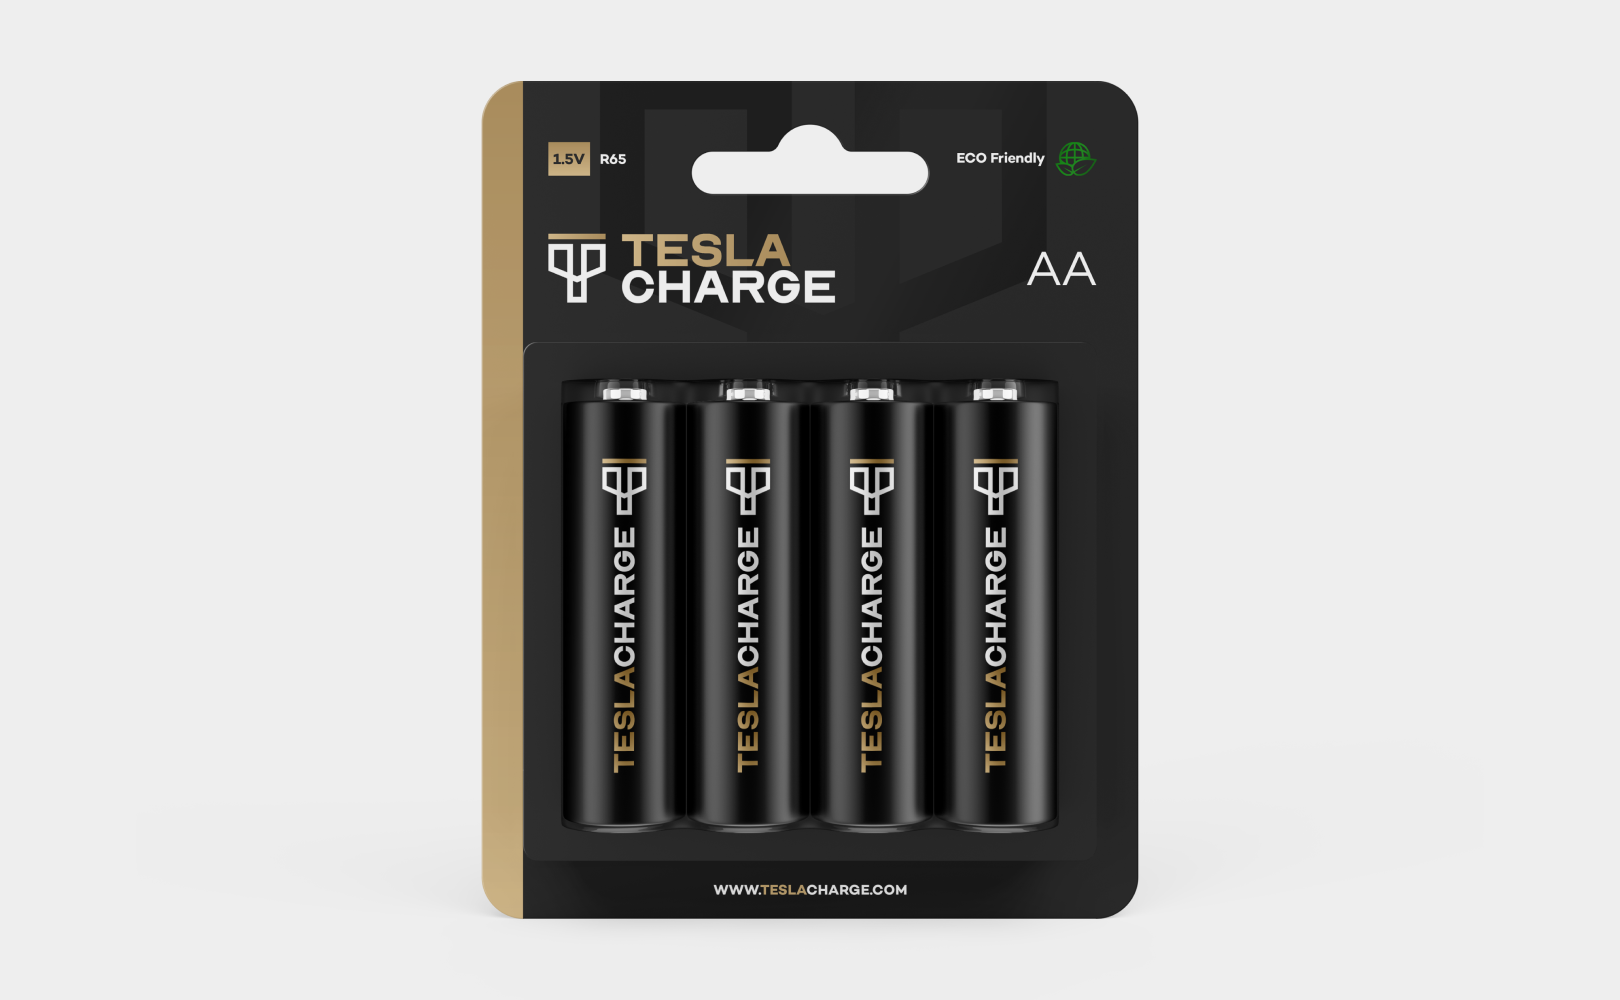 1.5V R65
ECO Friendly
TESLA
CHARGE
AA
TESLACHARGE
TESLACHARGE
TESLACHARGE
TESLACHARGE
WWW.TESLACHARGE.COM